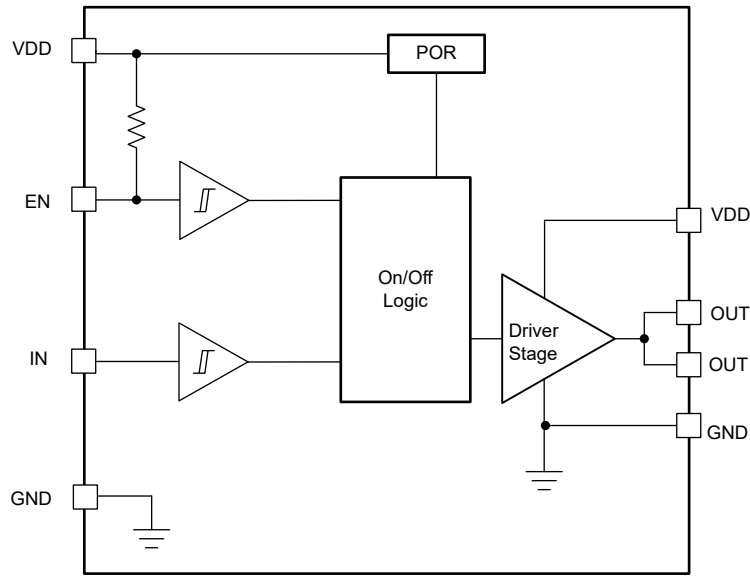 VDD
POR
EN
VDD
On/Off
Logic
OUT
Driver
Stage
IN
OUT
GND
GND